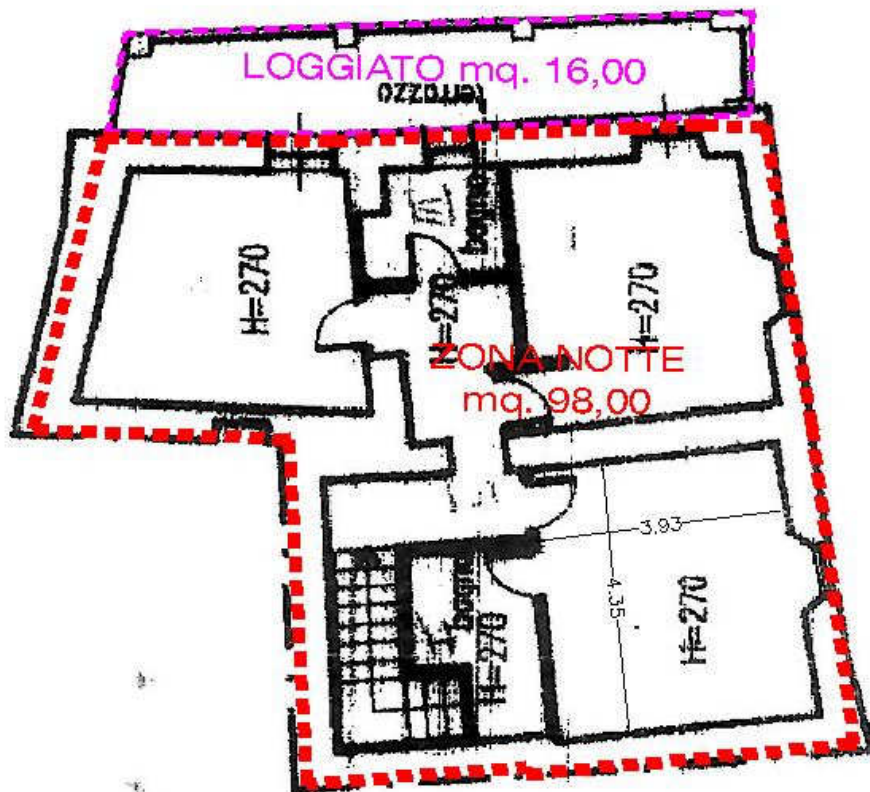 LOGGIATO mq. 16,00
terrazzo
bagno
H=270
H=270
H=270
ZONA NOTTE
mq. 98,00
3.93
4.35
bagno
H=270
H=270